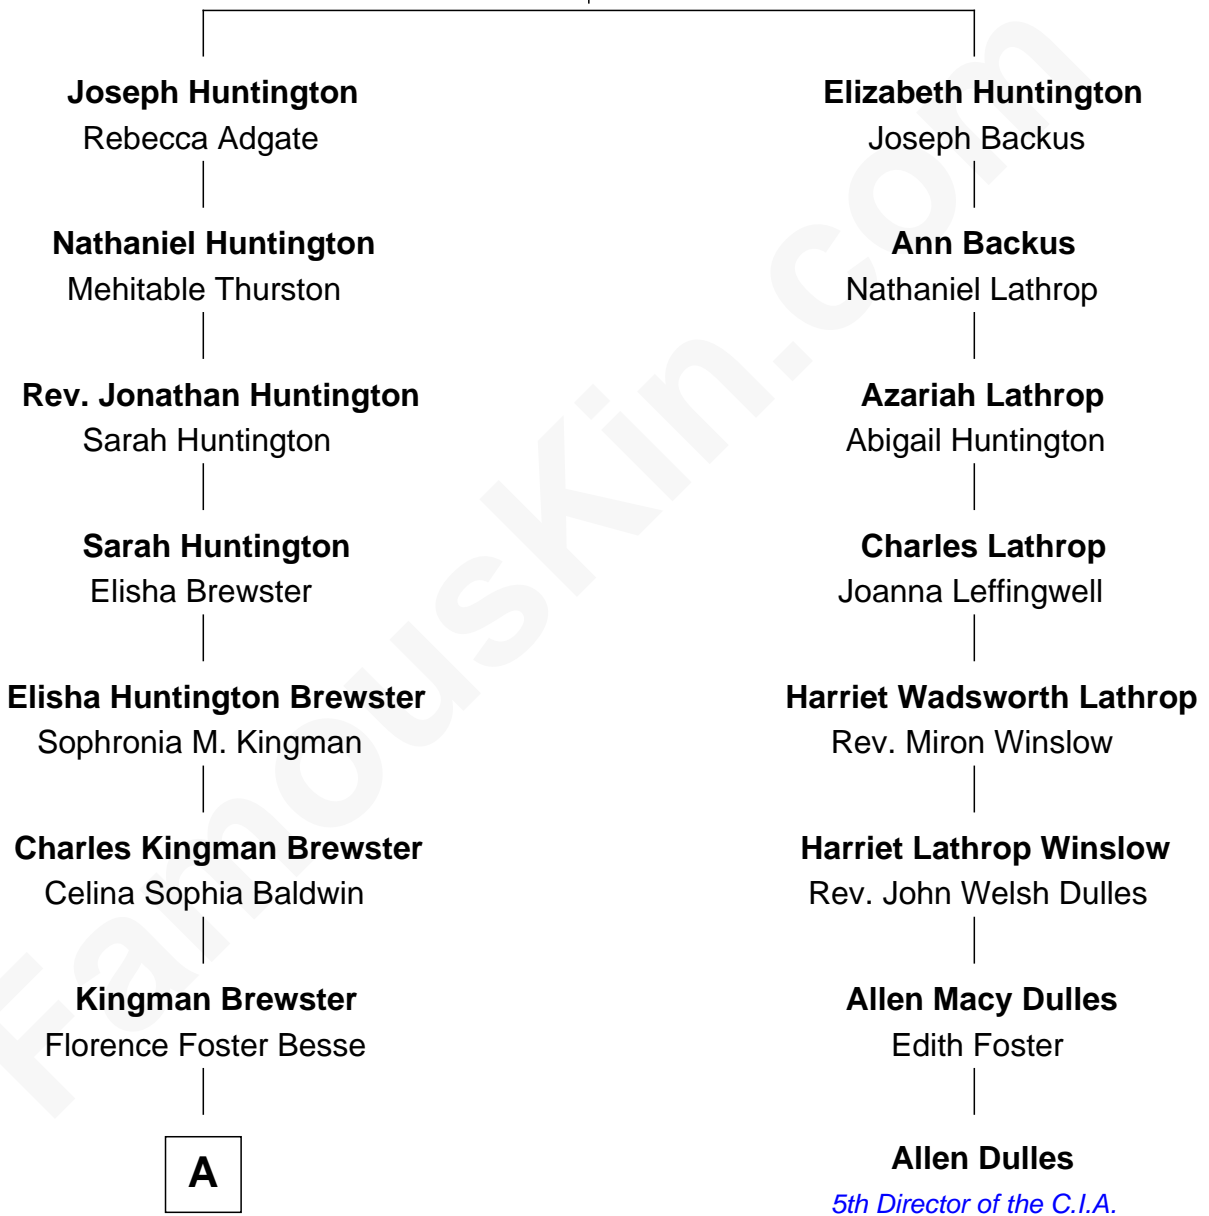 Joseph Huntington
Rebecca Adgate
Nathaniel Huntington
Mehitable Thurston
Rev. Jonathan Huntington
Sarah Huntington
Sarah Huntington
Elisha Brewster
Elisha Huntington Brewster
Sophronia M. Kingman
Charles Kingman Brewster
Celina Sophia Baldwin
Kingman Brewster
Florence Foster Besse
A
Elizabeth Huntington
Joseph Backus
Ann Backus
Nathaniel Lathrop
Azariah Lathrop
Abigail Huntington
Charles Lathrop
Joanna Leffingwell
Harriet Wadsworth Lathrop
Rev. Miron Winslow
Harriet Lathrop Winslow
Rev. John Welsh Dulles
Allen Macy Dulles
Edith Foster
Allen Dulles
5th Director of the C.I.A.
FamousKin.com